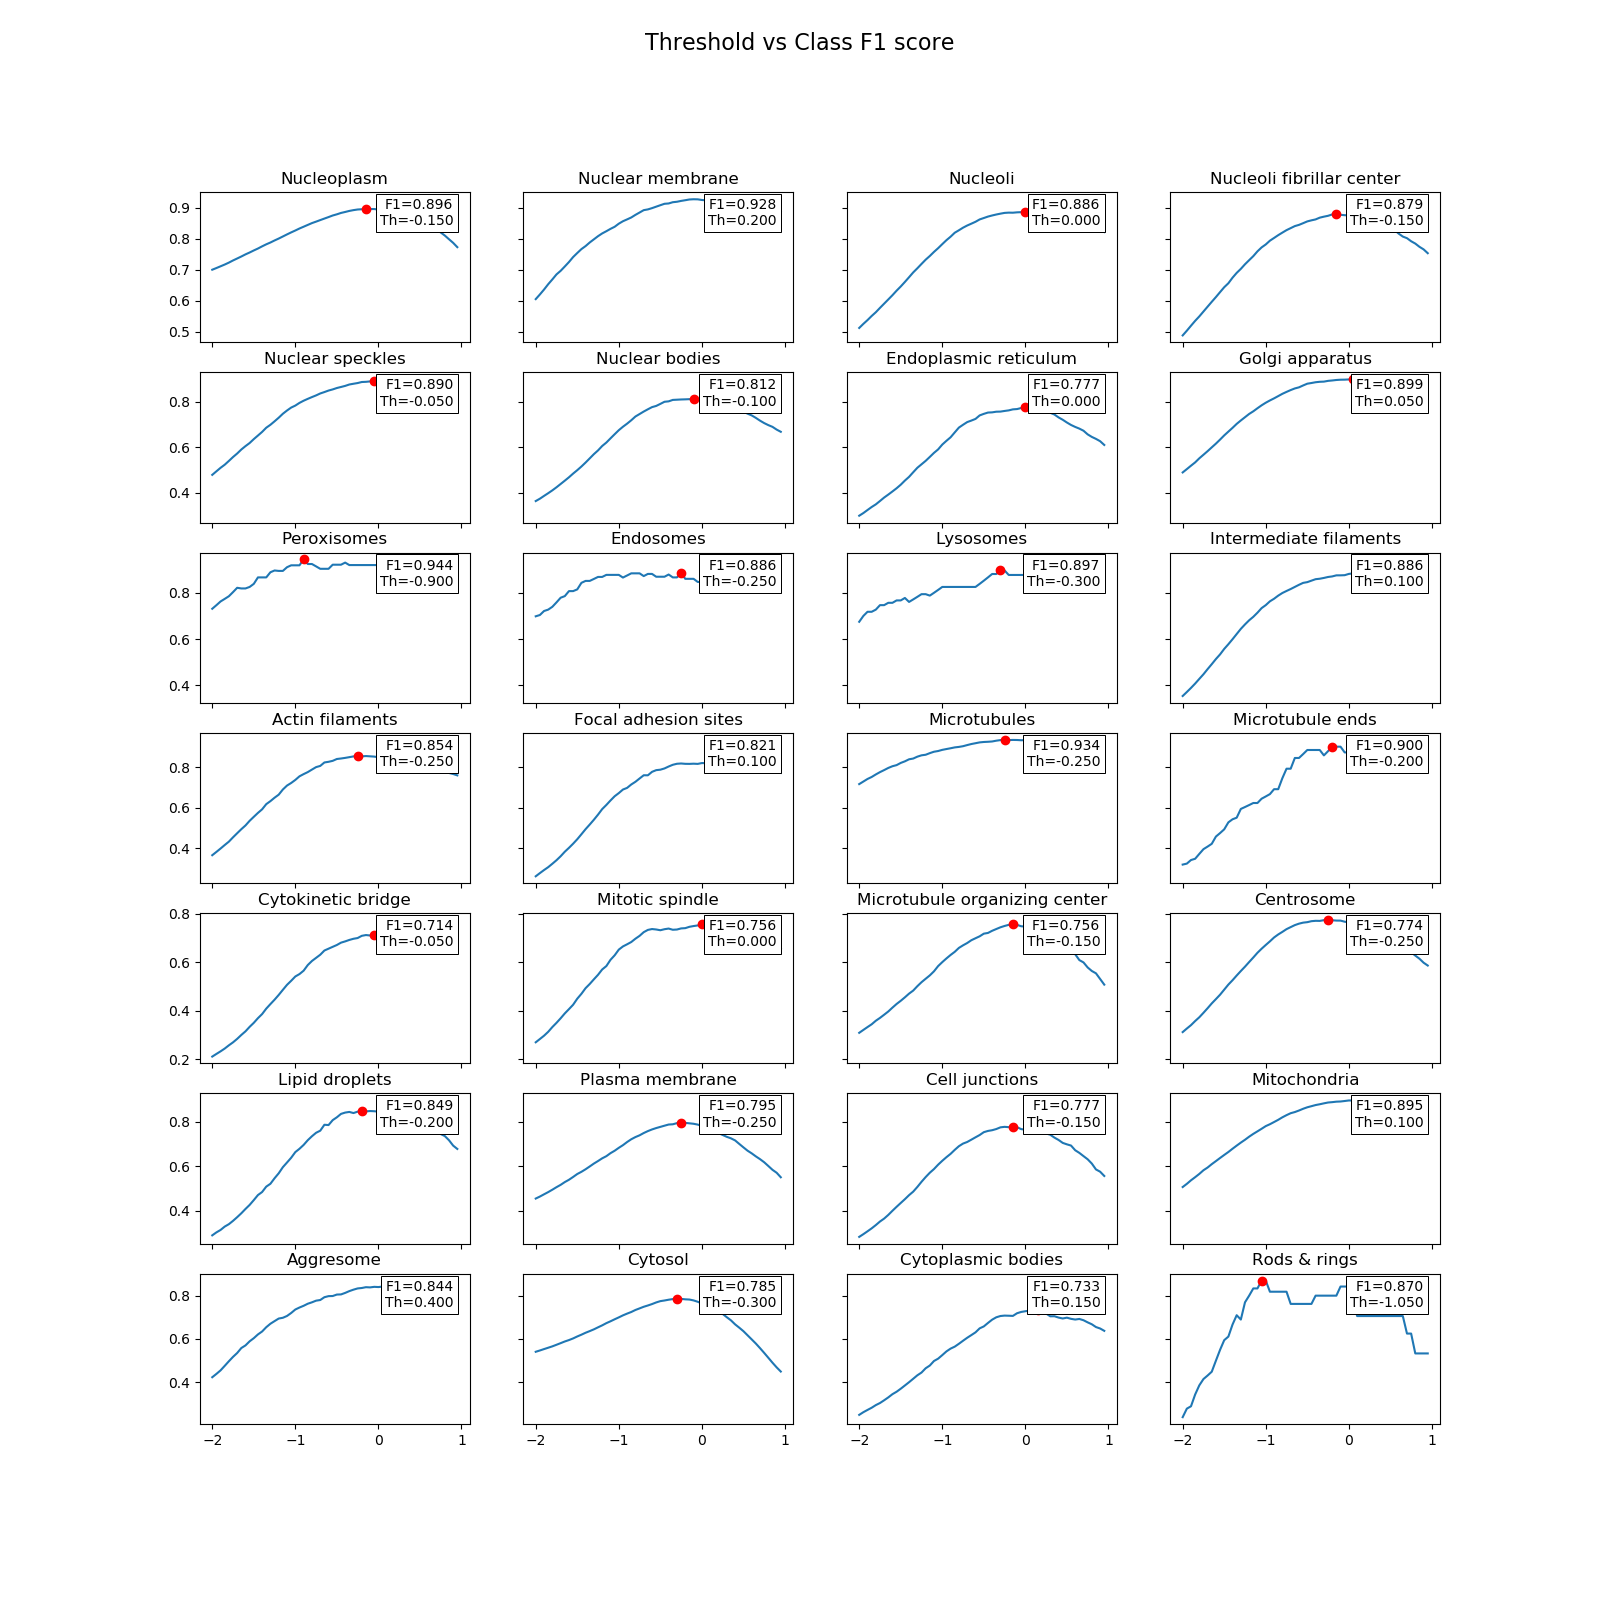 Threshold vs Class F1 score
Nucleoplasm
F1=0.896
Th=-0.150
0.9
0.8
0.7
0.6
0.5
Nuclear membrane
F1=0.928
Th=0.200
Nucleoli
F1=0.886
Th=0.000
Nucleoli fibrillar center
F1=0.879
Th=-0.150
Nuclear speckles
F1=0.890
Th=-0.050
0.8
0.6
0.4
Nuclear bodies
F1=0.812
Th=-0.100
Endoplasmic reticulum
F1=0.777
Th=0.000
Golgi apparatus
F1=0.899
Th=0.050
Peroxisomes
F1=0.944
Th=-0.900
0.8
0.6
0.4
Endosomes
F1=0.886
Th=-0.250
Lysosomes
F1=0.897
Th=-0.300
Intermediate filaments
F1=0.886
Th=0.100
Actin filaments
F1=0.854
Th=-0.250
0.8
0.6
0.4
Focal adhesion sites
F1=0.821
Th=0.100
Microtubules
F1=0.934
Th=-0.250
Microtubule ends
F1=0.900
Th=-0.200
Cytokinetic bridge
F1=0.714
Th=-0.050
0.8
0.6
0.4
0.2
Mitotic spindle
F1=0.756
Th=0.000
Microtubule organizing center
F1=0.756
Th=-0.150
Centrosome
F1=0.774
Th=-0.250
Lipid droplets
F1=0.849
Th=-0.200
0.8
0.6
0.4
Plasma membrane
F1=0.795
Th=-0.250
Cell junctions
F1=0.777
Th=-0.150
Mitochondria
F1=0.895
Th=0.100
Aggresome
F1=0.844
Th=0.400
0.8
0.6
0.4
−2 −1 0 1
Cytosol
F1=0.785
Th=-0.300
−2 −1 0 1
Cytoplasmic bodies
F1=0.733
Th=0.150
−2 −1 0 1
Rods & rings
F1=0.870
Th=-1.050
−2 −1 0 1